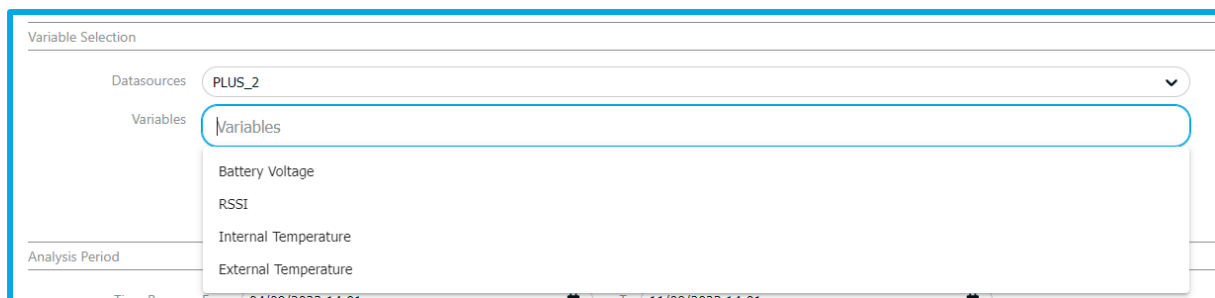 Variable Selection
Datasources PLUS_2
Variables Variables
Battery Voltage
RSSI
Internal Temperature
External Temperature
Analysis Period